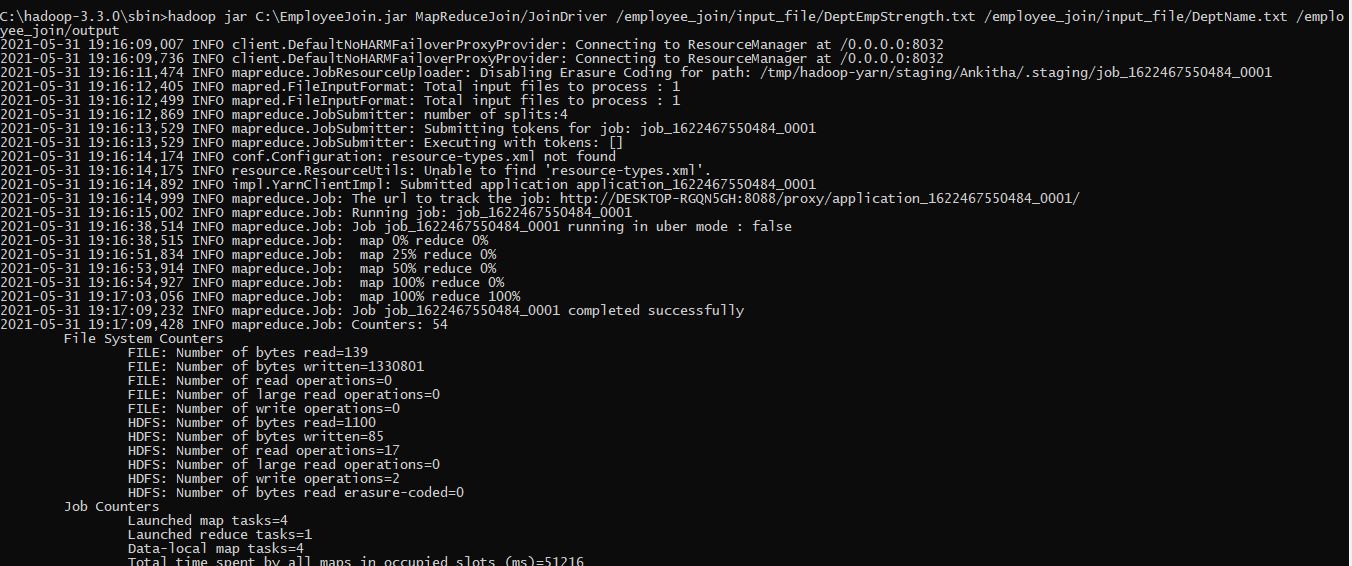 C:\hadoop-3.3.0\sbin>hadoop jar C:\EmployeeJoin.jar MapReduceJoin/JoinDriver /employee_join/input_file/DeptEmpStrength.txt /employee_join/input_file/DeptName.txt /emplo
yee_join/output
2021-05-31 19:16:09,007 INFO client.DefaultNoHARMFailoverProxyProvider: Connecting to ResourceManager at /0.0.0.0:8032
2021-05-31 19:16:09,736 INFO client.DefaultNoHARMFailoverProxyProvider: Connecting to ResourceManager at /0.0.0.0:8032
2021-05-31 19:16:11,474 INFO mapreduce.JobResourceUploader: Disabling Erasure Coding for path: /tmp/hadoop-yarn/staging/Ankitha/.staging/job_1622467550484_0001
2021-05-31 19:16:12,405 INFO mapred.FileInputFormat: Total input files to process : 1
2021-05-31 19:16:12,499 INFO mapred.FileInputFormat: Total input files to process : 1
2021-05-31 19:16:12,869 INFO mapreduce.JobSubmitter: number of splits:4
2021-05-31 19:16:13,529 INFO mapreduce.JobSubmitter: Submitting tokens for job: job_1622467550484_0001
2021-05-31 19:16:13,529 INFO mapreduce.JobSubmitter: Executing with tokens: []
2021-05-31 19:16:14,174 INFO conf.Configuration: resource-types.xml not found
2021-05-31 19:16:14,175 INFO resource.ResourceUtils: Unable to find 'resource-types.xml'.
2021-05-31 19:16:14,892 INFO impl.YarnClientImpl: Submitted application application_1622467550484_0001
2021-05-31 19:16:14,999 INFO mapreduce.Job: The url to track the job: http://DESKTOP-RGQN5GH:8088/proxy/application_1622467550484_0001/
2021-05-31 19:16:15,002 INFO mapreduce.Job: Running job: job_1622467550484_0001
2021-05-31 19:16:38,514 INFO mapreduce.Job: Job job_1622467550484_0001 running in uber mode : false
2021-05-31 19:16:38,515 INFO mapreduce.Job:  map 0% reduce 0%
2021-05-31 19:16:51,834 INFO mapreduce.Job:  map 25% reduce 0%
2021-05-31 19:16:53,914 INFO mapreduce.Job:  map 50% reduce 0%
2021-05-31 19:16:54,927 INFO mapreduce.Job:  map 100% reduce 0%
2021-05-31 19:17:03,056 INFO mapreduce.Job:  map 100% reduce 100%
2021-05-31 19:17:09,232 INFO mapreduce.Job: Job job_1622467550484_0001 completed successfully
2021-05-31 19:17:09,428 INFO mapreduce.Job: Counters: 54
File System Counters
FILE: Number of bytes read=139
FILE: Number of bytes written=1330801
FILE: Number of read operations=0
FILE: Number of large read operations=0
FILE: Number of write operations=0
HDFS: Number of bytes read=1100
HDFS: Number of bytes written=85
HDFS: Number of read operations=17
HDFS: Number of large read operations=0
HDFS: Number of write operations=2
HDFS: Number of bytes read erasure-coded=0
Job Counters
Launched map tasks=4
Launched reduce tasks=1
Data-local map tasks=4
Total time spent by all maps in occupied slots (ms)=51216